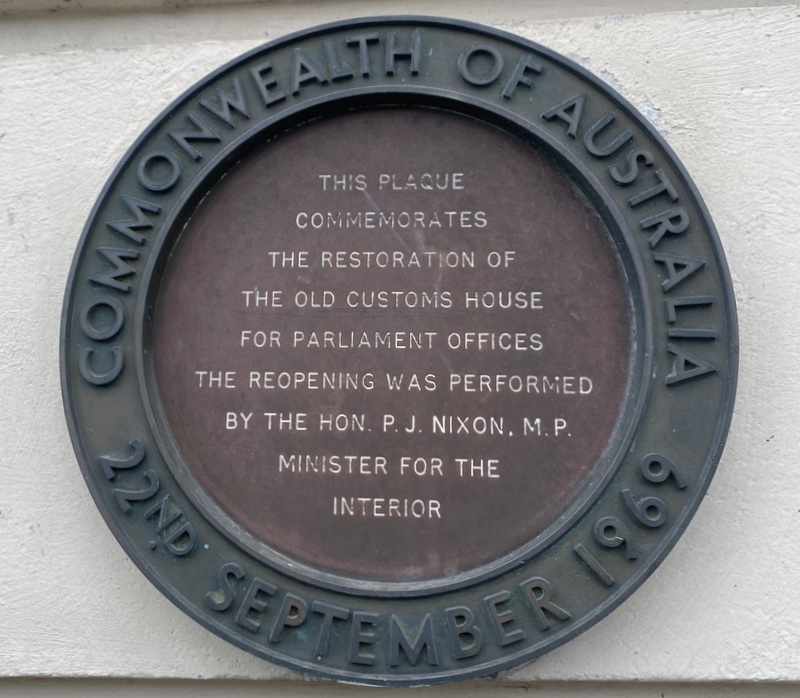 COMMONWEALTH OF AUSTRALIA
THIS PLAQUE
COMMEMORATES
THE RESTORATION OF
THE OLD CUSTOMS HOUSE
FOR PARLIAMENT OFFICES
THE REOPENING WAS PERFORMED
BY THE HON. P.J. NIXON, M.P.
MINISTER FOR THE
INTERIOR
22ND SEPTEMBER 1969